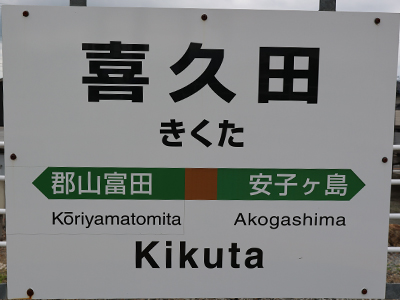 喜久田
きくた
郡山富田 安子ヶ島
Kōriyamatomita Akogashima
Kikuta